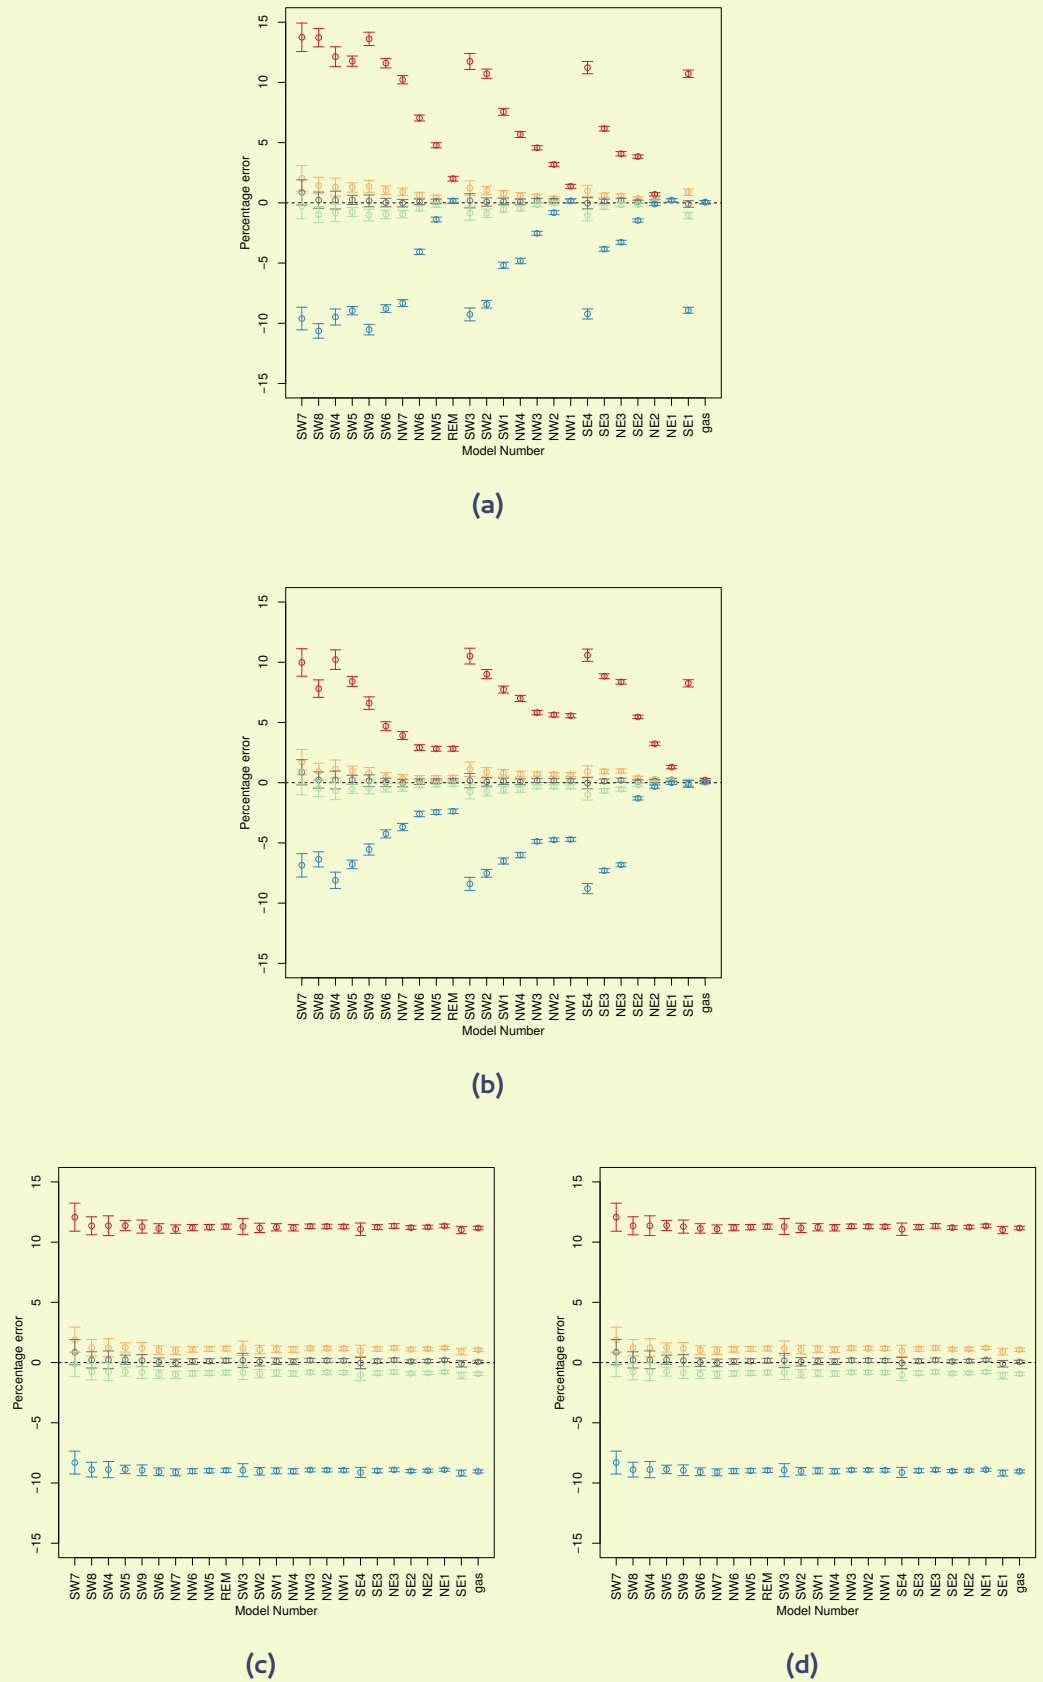 15
10
5
0
−5
−10
−15
Percentage error
SW7 SW8 SW4 SW5 SW9 SW6 NW7 NW6 NW5 REM SW3 SW2 SW1 NW4 NW3 NW2 NW1 SE4 SE3 NE3 SE2 NE2 NE1 SE1 gas
Model Number
(a)
15
10
5
0
−5
−10
−15
Percentage error
SW7 SW8 SW4 SW5 SW9 SW6 NW7 NW6 NW5 REM SW3 SW2 SW1 NW4 NW3 NW2 NW1 SE4 SE3 NE3 SE2 NE2 NE1 SE1 gas
Model Number
(b)
15
10
5
0
−5
−10
−15
Percentage error
SW7 SW8 SW4 SW5 SW9 SW6 NW7 NW6 NW5 REM SW3 SW2 SW1 NW4 NW3 NW2 NW1 SE4 SE3 NE3 SE2 NE2 NE1 SE1 gas
Model Number
(c)
15
10
5
0
−5
−10
−15
Percentage error
SW7 SW8 SW4 SW5 SW9 SW6 NW7 NW6 NW5 REM SW3 SW2 SW1 NW4 NW3 NW2 NW1 SE4 SE3 NE3 SE2 NE2 NE1 SE1 gas
Model Number
(d)